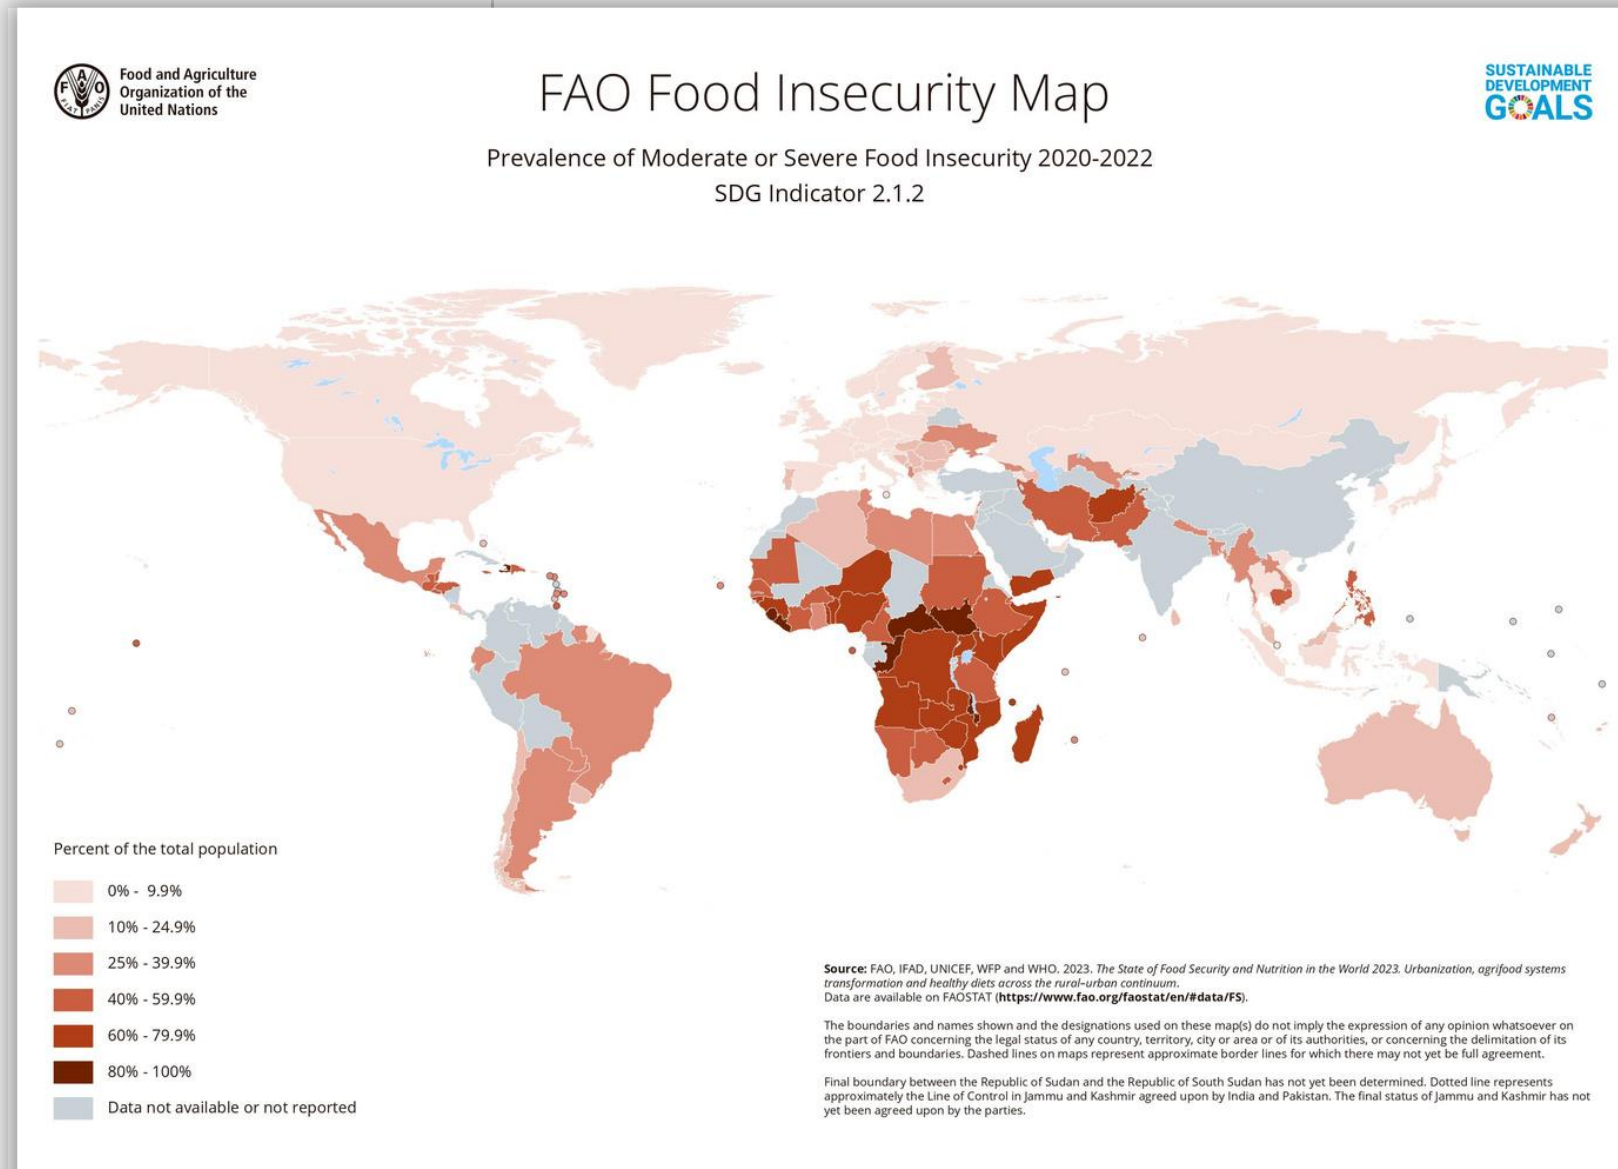 Food and Agriculture
Organization of the
United Nations
FAO
FIAT PANIS
FAO Food Insecurity Map
Prevalence of Moderate or Severe Food Insecurity 2020-2022
SDG Indicator 2.1.2
SUSTAINABLE
DEVELOPMENT
GOALS
Percent of the total population
0% - 9.9%
10% - 24.9%
25% - 39.9%
40% - 59.9%
60% - 79.9%
80% - 100%
Data not available or not reported
Source: FAO, IFAD, UNICEF, WFP and WHO. 2023. The State of Food Security and Nutrition in the World 2023. Urbanization, agrifood systems
transformation and healthy diets across the rural–urban continuum.
Data are available on FAOSTAT (https://www.fao.org/faostat/en/#data/FS).
The boundaries and names shown and the designations used on these map(s) do not imply the expression of any opinion whatsoever on
the part of FAO concerning the legal status of any country, territory, city or area or of its authorities, or concerning the delimitation of its
frontiers and boundaries. Dashed lines on maps represent approximate border lines for which there may not yet be full agreement.
Final boundary between the Republic of Sudan and the Republic of South Sudan has not yet been determined. Dotted line represents
approximately the Line of Control in Jammu and Kashmir agreed upon by India and Pakistan. The final status of Jammu and Kashmir has not
yet been agreed upon by the parties.